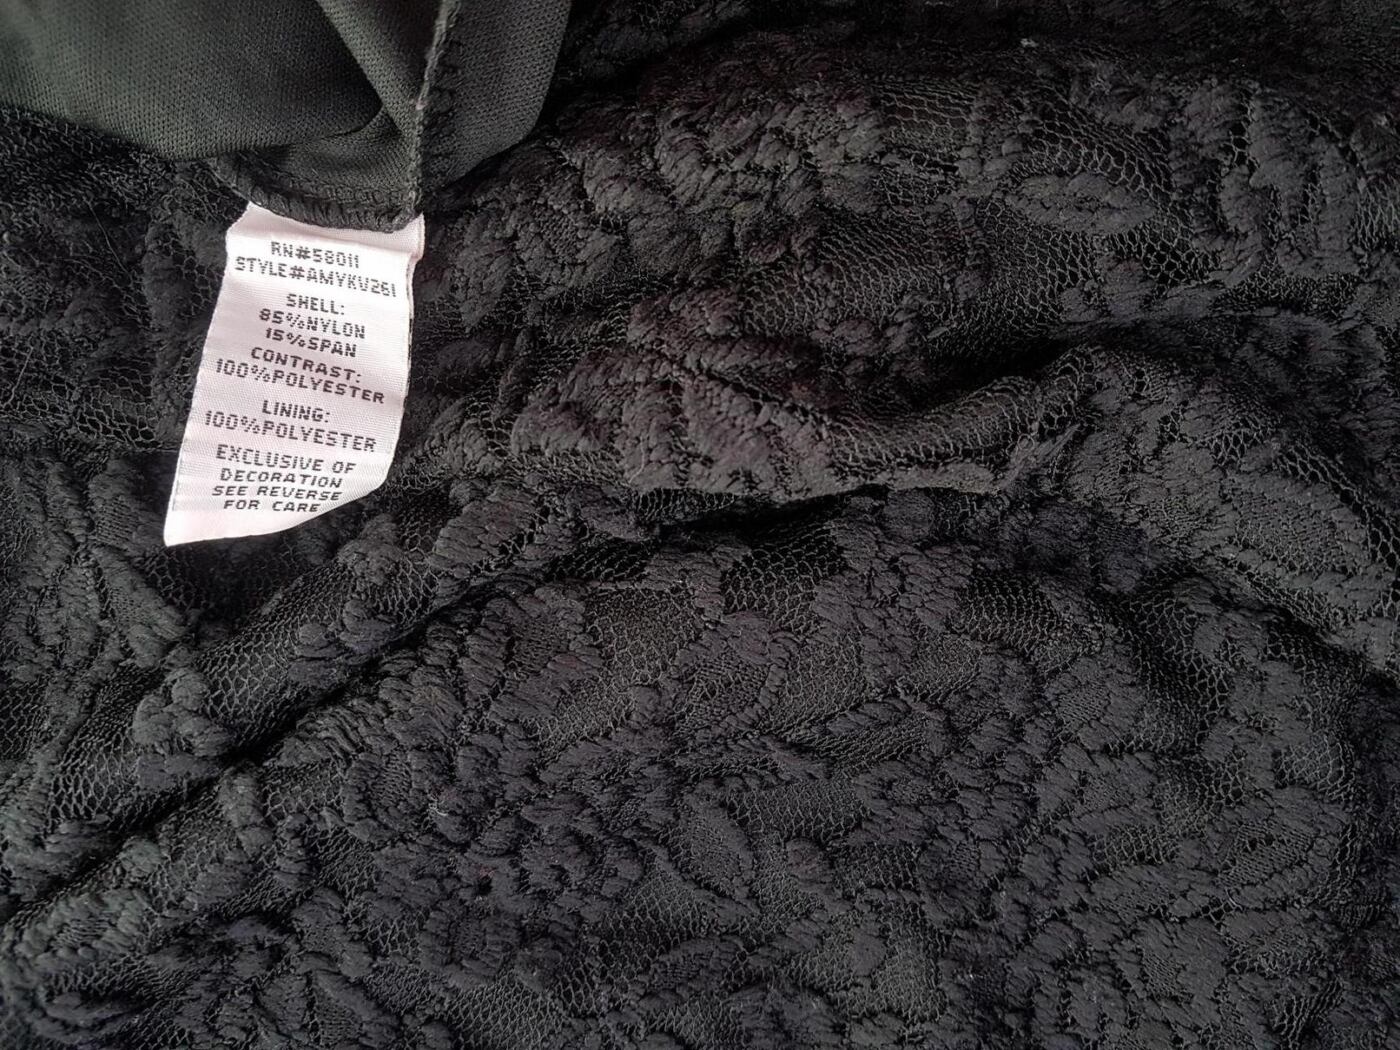 RN#58011
STYLE#AMYKV261
SHELL:
85%NYLON
15%SPAN
CONTRAST:
100%POLYESTER
LINING:
100%POLYESTER
EXCLUSIVE OF
DECORATION
SEE REVERSE
FOR CARE